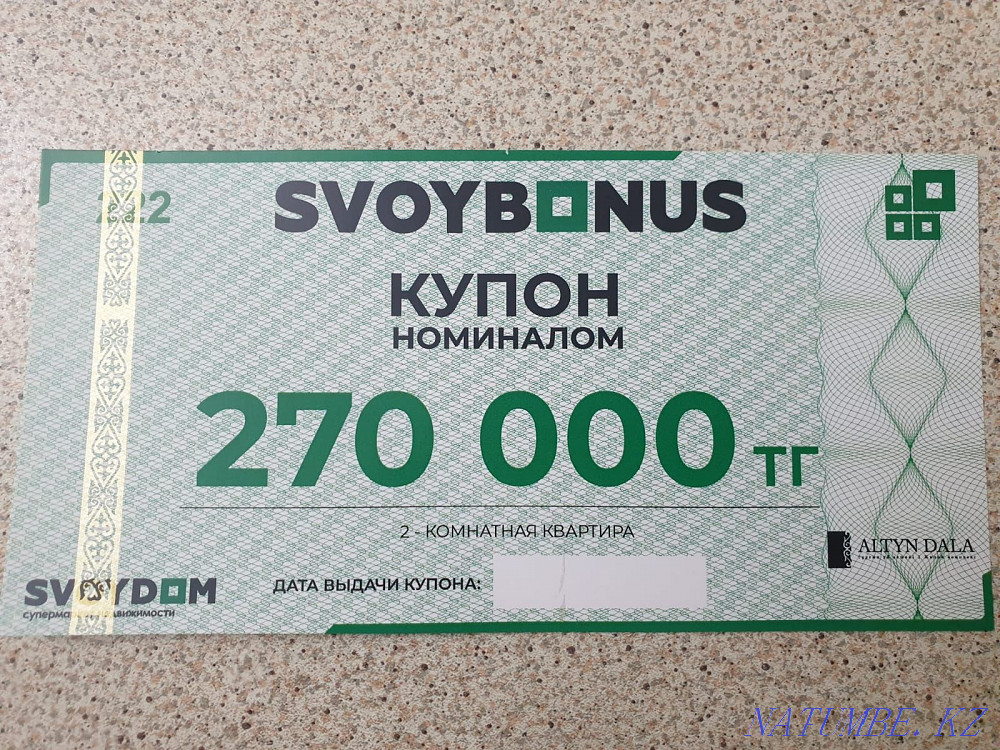 SVOYBONUS
КУПОН
НОМИНАЛОМ
270 000 ТГ
2 - КОМНАТНАЯ КВАРТИРА
ДАТА ВЫДАЧИ КУПОНА:
ALTYN DALA
SVOYDOM
NATUMBE.KZ